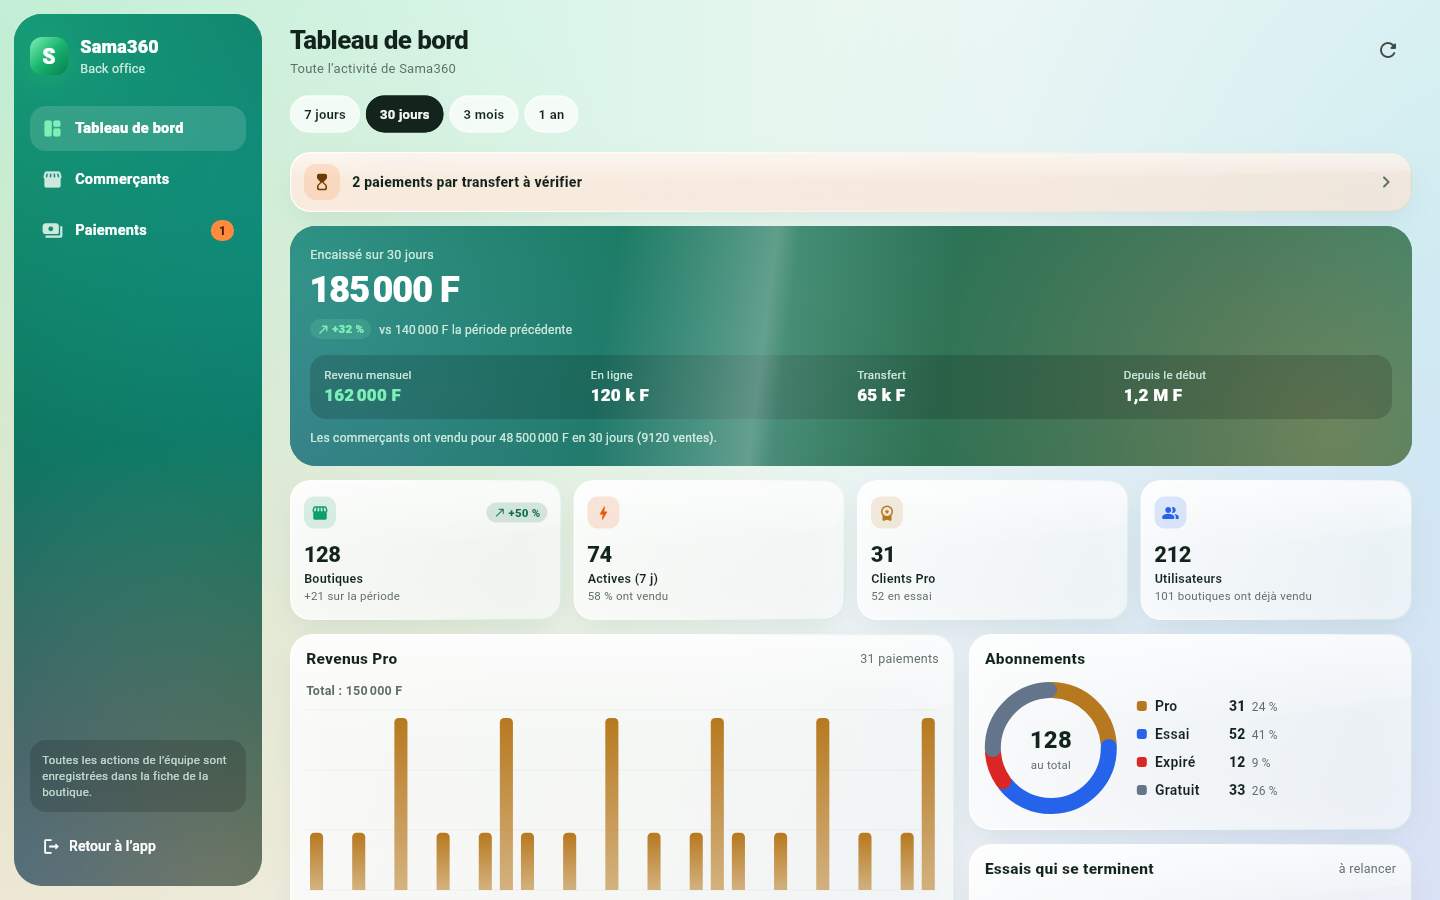 S
Sama360
Back office
Tableau de bord
Commerçants
Paiements 1
Toutes les actions de l'équipe sont
enregistrées dans la fiche de la
boutique.
Retour à l'app
Tableau de bord
Toute l'activité de Sama360
7 jours 30 jours 3 mois 1 an
2 paiements par transfert à vérifier
Encaissé sur 30 jours
185 000 F
+32 % vs 140 000 F la période précédente
Revenu mensuel En ligne Transfert Depuis le début
162 000 F 120 k F 65 k F 1,2 M F
Les commerçants ont vendu pour 48 500 000 F en 30 jours (9120 ventes).
+50 %
128 74 31 212
Boutiques Actives (7 j) Clients Pro Utilisateurs
+21 sur la période 58 % ont vendu 52 en essai 101 boutiques ont déjà vendu
Revenus Pro 31 paiements
Total : 150 000 F
Abonnements
128
au total
Pro 31 24 %
Essai 52 41 %
Expiré 12 9 %
Gratuit 33 26 %
Essais qui se terminent à relancer